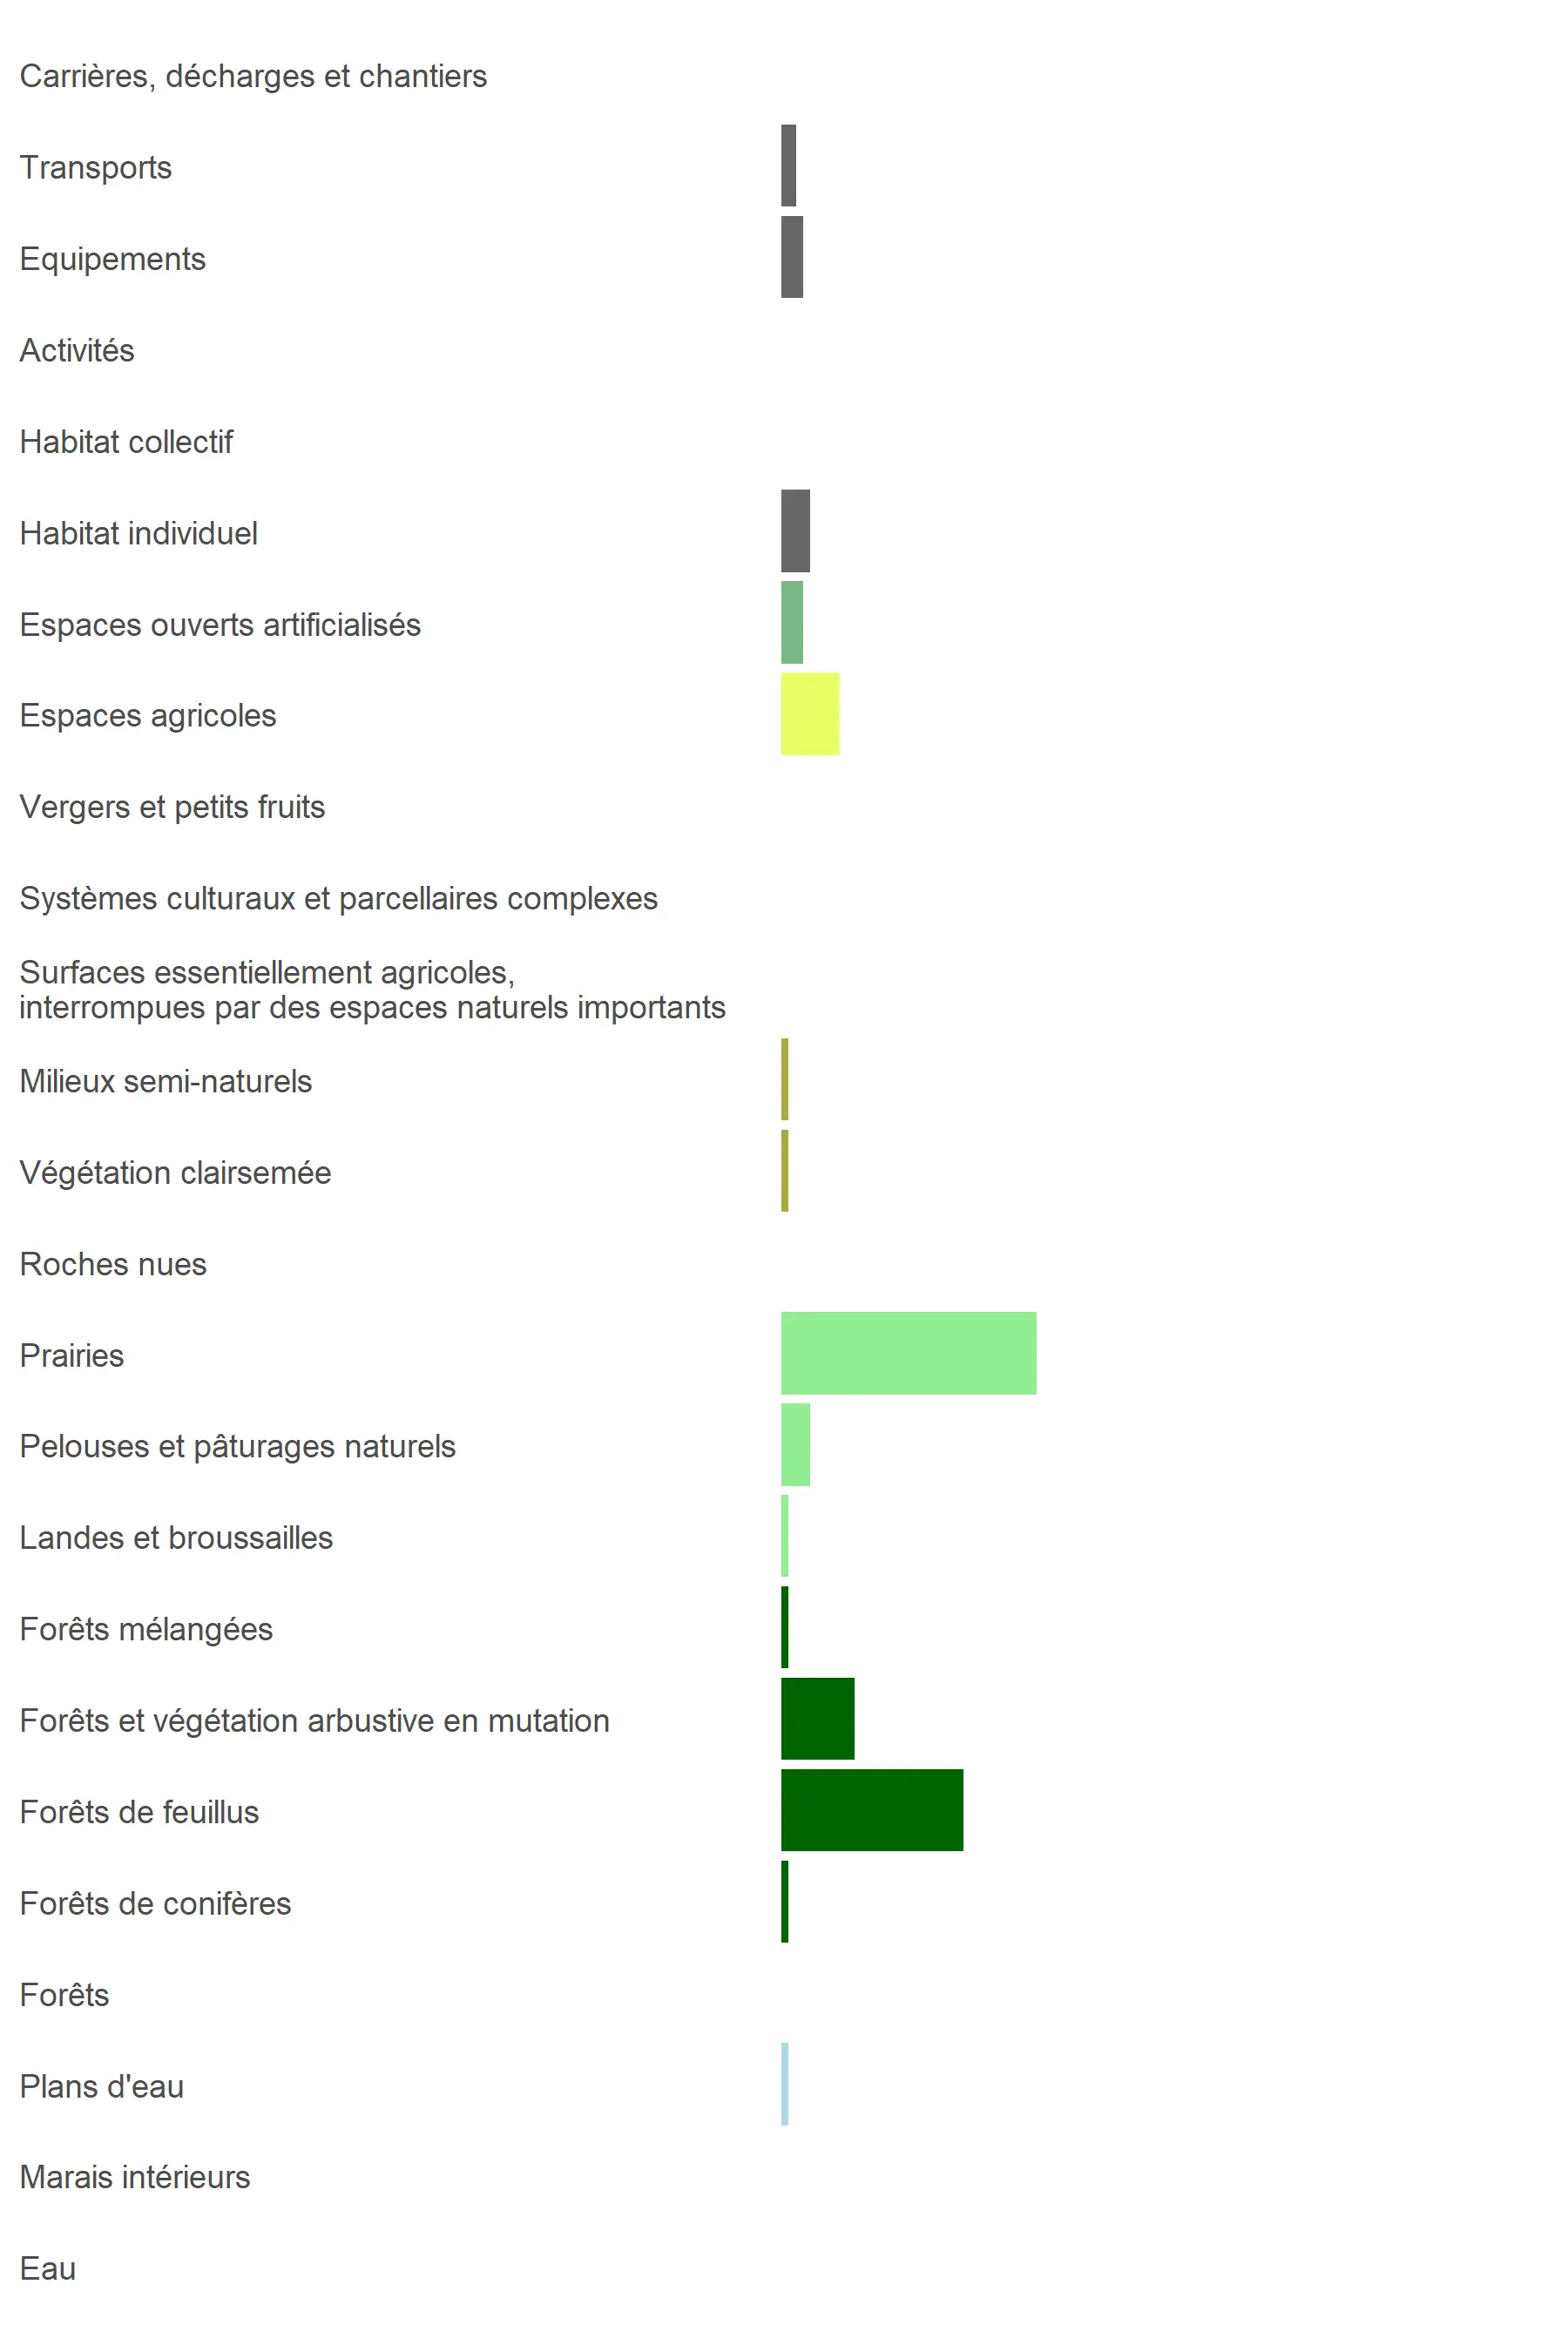 Carrières, décharges et chantiers
Transports
Equipements
Activités
Habitat collectif
Habitat individuel
Espaces ouverts artificialisés
Espaces agricoles
Vergers et petits fruits
Systèmes culturaux et parcellaires complexes
Surfaces essentiellement agricoles,
interrompues par des espaces naturels importants
Milieux semi-naturels
Végétation clairsemée
Roches nues
Prairies
Pelouses et pâturages naturels
Landes et broussailles
Forêts mélangées
Forêts et végétation arbustive en mutation
Forêts de feuillus
Forêts de conifères
Forêts
Plans d'eau
Marais intérieurs
Eau